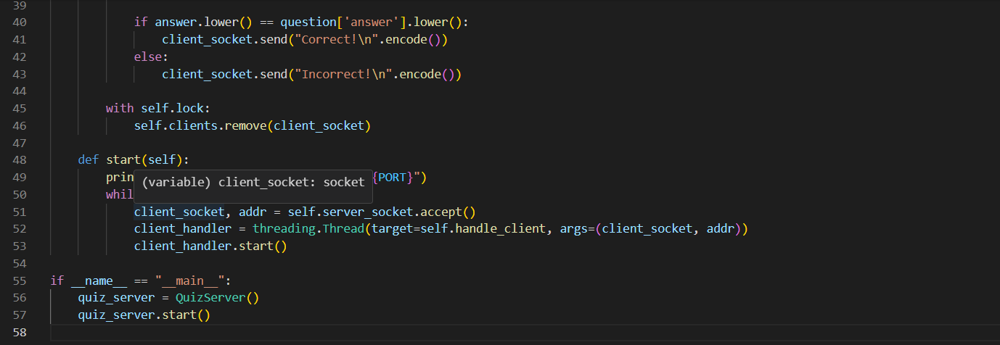 39
40 if answer.lower() == question['answer'].lower():
41 client_socket.send("Correct!\n".encode())
42 else:
43 client_socket.send("Incorrect!\n".encode())
44
45 with self.lock:
46 self.clients.remove(client_socket)
47
48 def start(self):
49 prin {PORT}")
(variable) client_socket: socket
50 whil
51 client_socket, addr = self.server_socket.accept()
52 client_handler = threading.Thread(target=self.handle_client, args=(client_socket, addr))
53 client_handler.start()
54
55 if __name__ == "__main__":
56 quiz_server = QuizServer()
57 quiz_server.start()
58